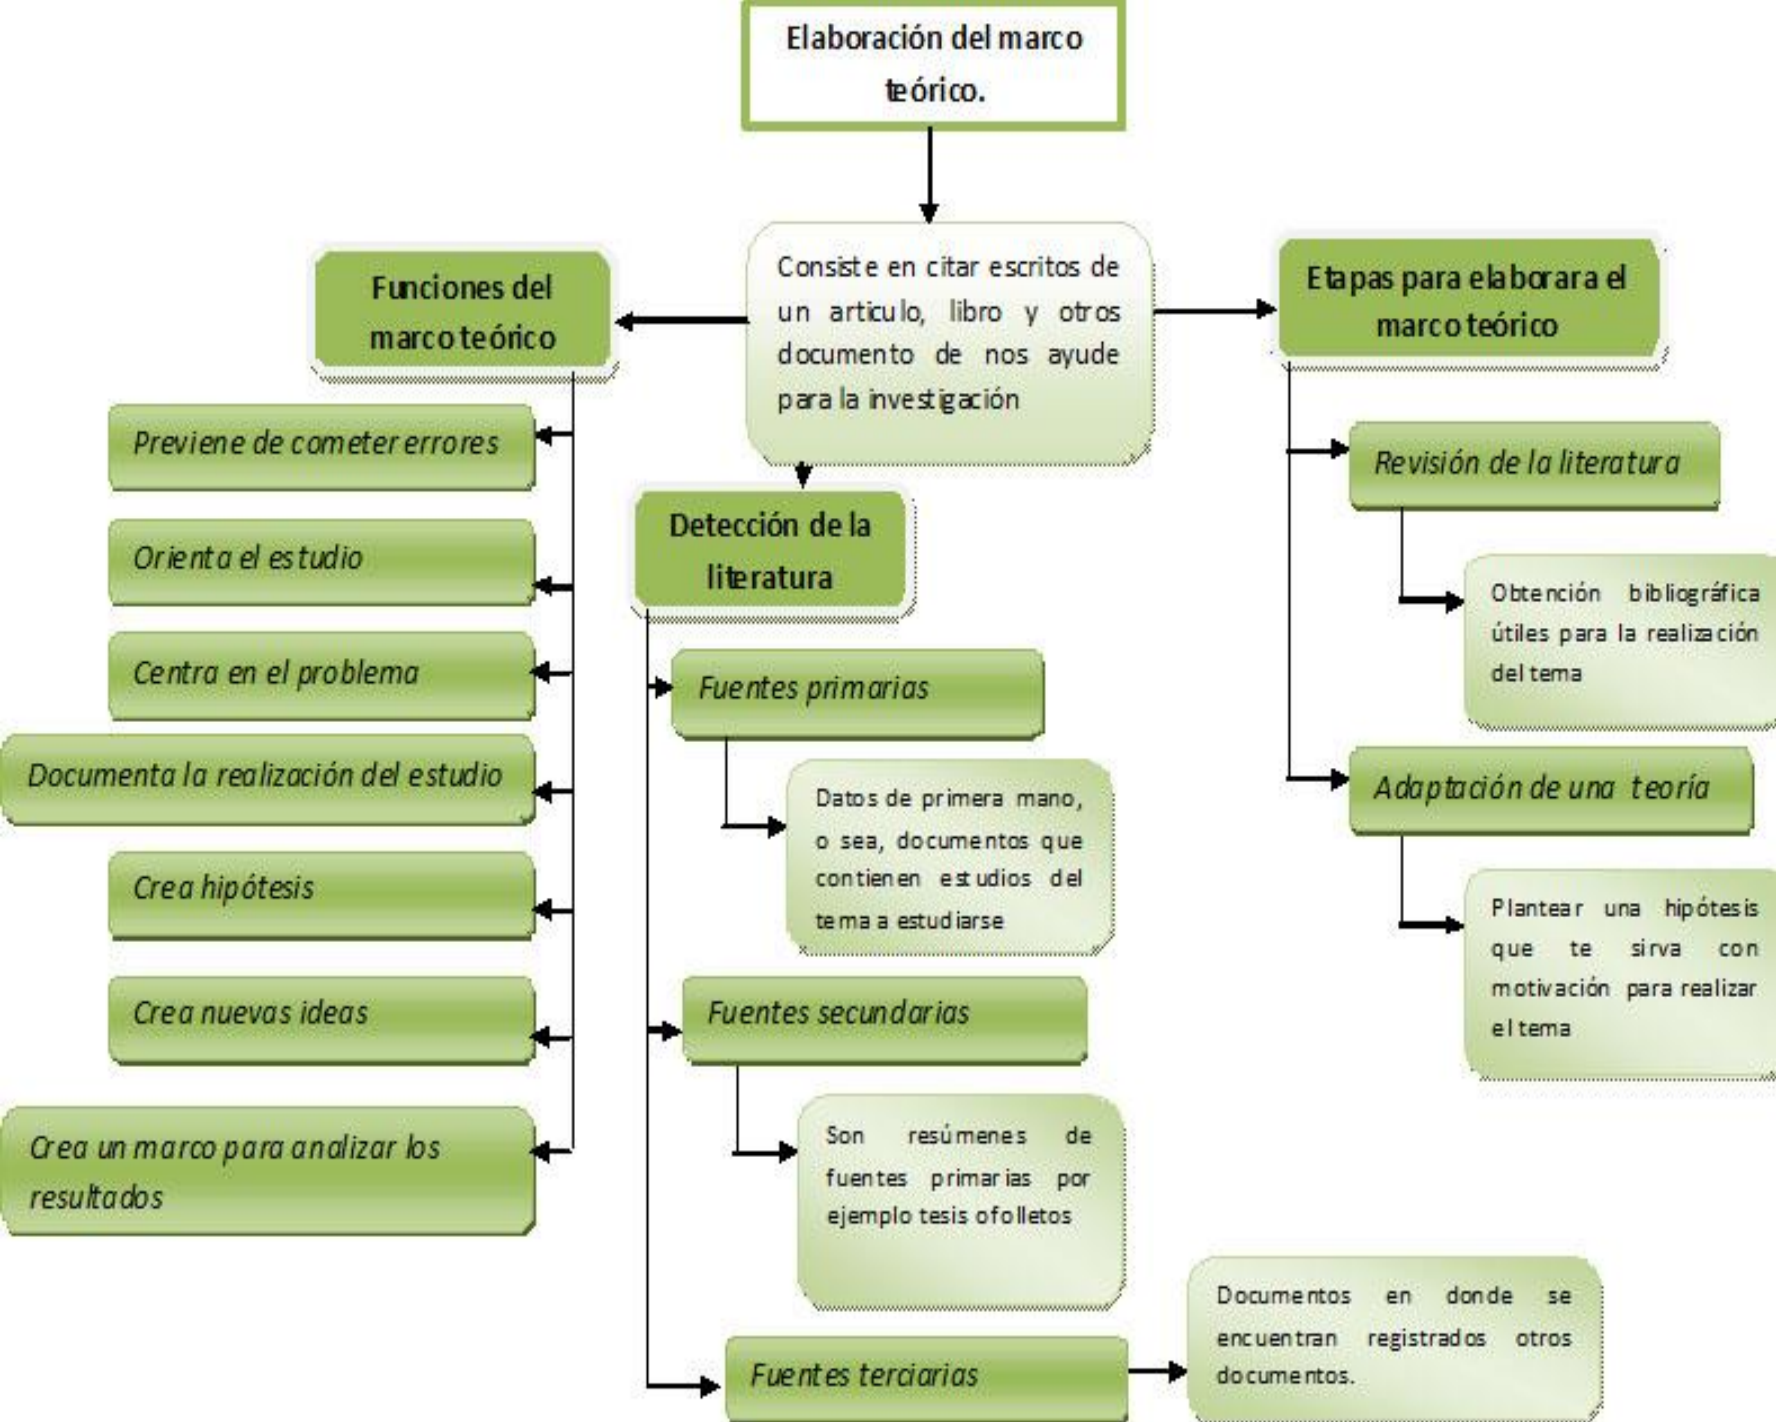 Elaboración del marco
teórico.
Consiste en citar escritos de
un articulo, libro y otros
documento de nos ayude
para la investigación
Funciones del
marco teórico
Previene de cometer errores
Orienta el estudio
Centra en el problema
Documenta la realización del estudio
Crea hipótesis
Crea nuevas ideas
Crea un marco para analizar los
resultados
Detección de la
literatura
Fuentes primarias
Datos de primera mano,
o sea, documentos que
contienen estudios del
tema a estudiarse
Fuentes secundarias
Son resúmenes de
fuentes primarias por
ejemplo tesis o folletos
Fuentes terciarias
Documentos en donde se
encuentran registrados otros
documentos.
Etapas para elaborara el
marco teórico
Revisión de la literatura
Obtención bibliográfica
útiles para la realización
del tema
Adaptación de una teoría
Plantear una hipótesis
que te sirva con
motivación para realizar
el tema